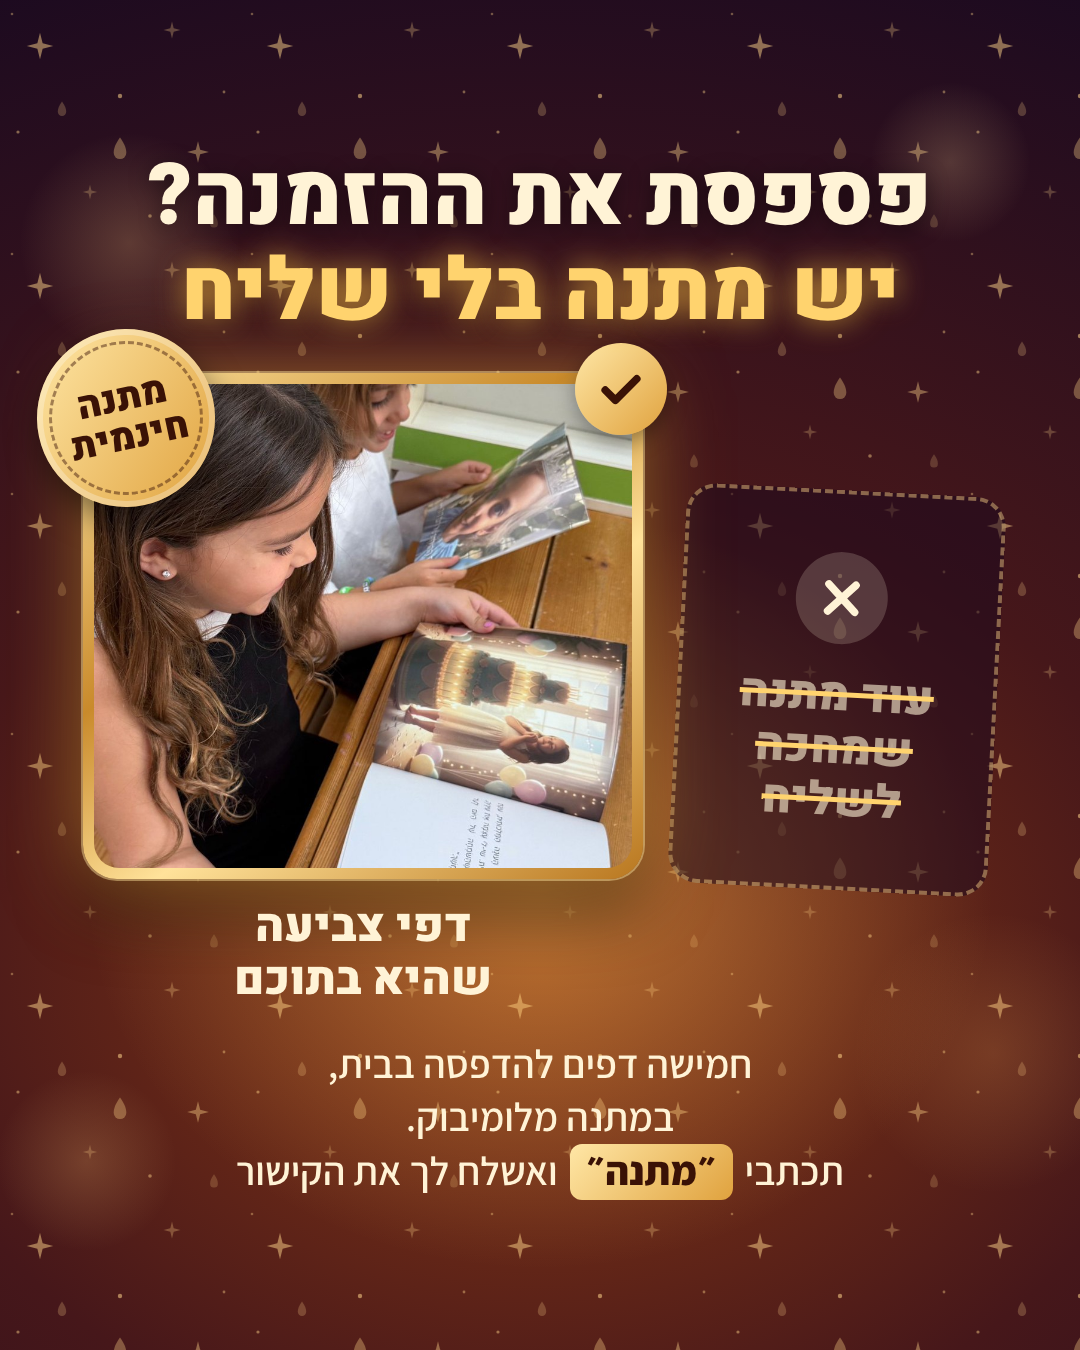 פספסת את ההזמנה?
יש מתנה בלי שליח
מתנה
חינמית
עוד מתנה
שמחכה
לשליח
דפי צביעה
שהיא בתוכם
חמישה דפים להדפסה בבית,
במתנה מלומיבוק.
תכתבי ״מתנה״ ואשלח לך את הקישור